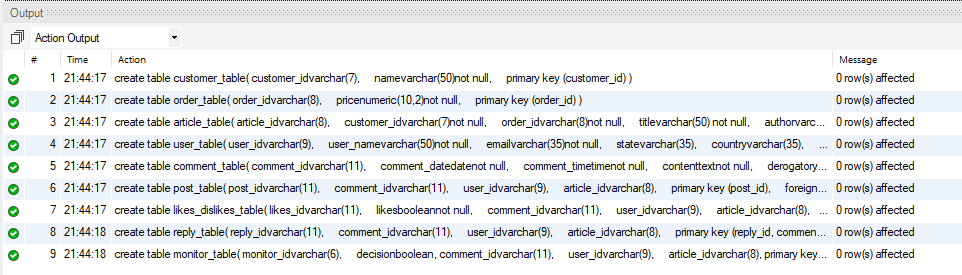 Output
Action Output
# Time Action Message
1 21:44:17 create table customer_table( customer_idvarchar(7), namevarchar(50)not null, primary key (customer_id) ) 0 row(s) affected
2 21:44:17 create table order_table( order_idvarchar(8), pricenumeric(10,2)not null, primary key (order_id) ) 0 row(s) affected
3 21:44:17 create table article_table( article_idvarchar(8), customer_idvarchar(7)not null, order_idvarchar(8)not null, titlevarchar(50) not null, authorvarc... 0 row(s) affected
4 21:44:17 create table user_table( user_idvarchar(9), user_namevarchar(50)not null, emailvarchar(35)not null, statevarchar(35), countryvarchar(35), ... 0 row(s) affected
5 21:44:17 create table comment_table( comment_idvarchar(11), comment_datedatenot null, comment_timetimenot null, contenttextnot null, derogatory... 0 row(s) affected
6 21:44:17 create table post_table( post_idvarchar(11), comment_idvarchar(11), user_idvarchar(9), article_idvarchar(8), primary key (post_id), foreign... 0 row(s) affected
7 21:44:17 create table likes_dislikes_table( likes_idvarchar(11), likesbooleannot null, comment_idvarchar(11), user_idvarchar(9), article_idvarchar(8), ... 0 row(s) affected
8 21:44:18 create table reply_table( reply_idvarchar(11), comment_idvarchar(11), user_idvarchar(9), article_idvarchar(8), primary key (reply_id, commen... 0 row(s) affected
9 21:44:18 create table monitor_table( monitor_idvarchar(6), decisionboolean, comment_idvarchar(11), user_idvarchar(9), article_idvarchar(8), primary key... 0 row(s) affected